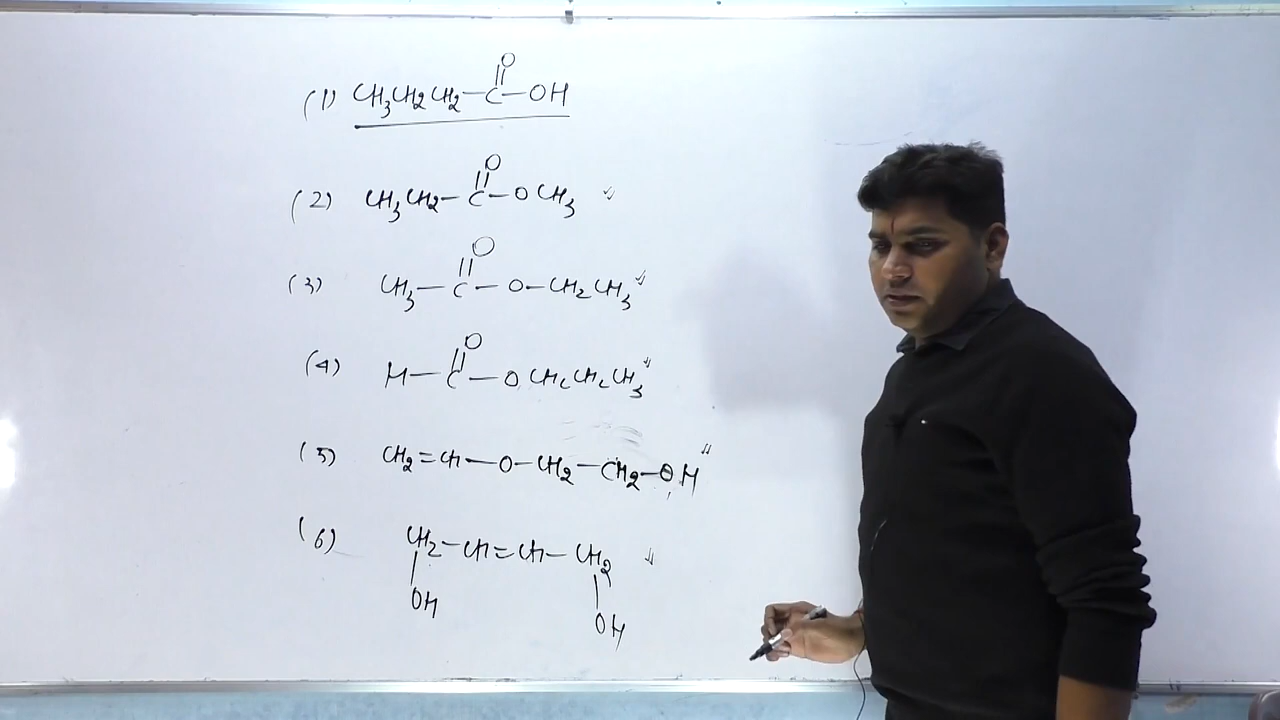 (1) CH₃CH₂CH₂—C(=O)—OH
(2) CH₃CH₂—C(=O)—OCH₃
(3) CH₃—C(=O)—O—CH₂CH₃
(4) H—C(=O)—OCH₂CH₂CH₃
(5) CH₂=CH—O—CH₂—CH₂—OH
(6) CH₂—CH=CH—CH₂
OH OH